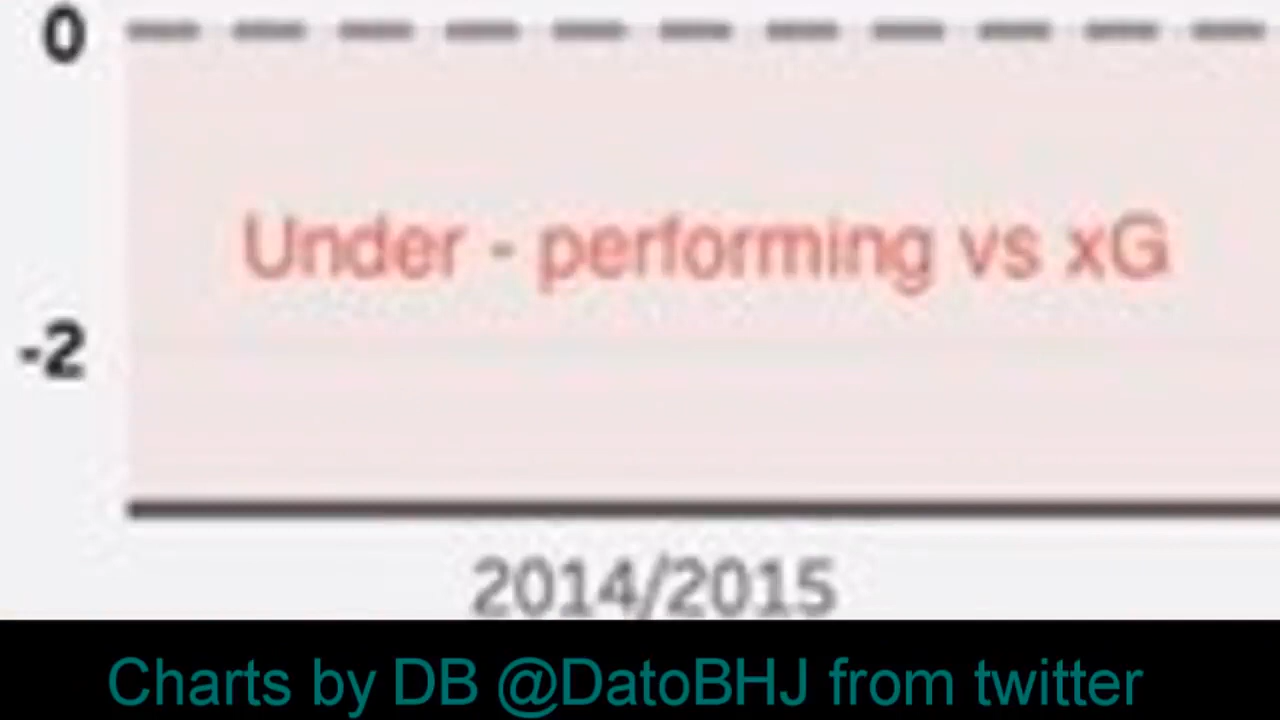 0
Under - performing vs xG
-2
2014/2015
Charts by DB @DatoBHJ from twitter